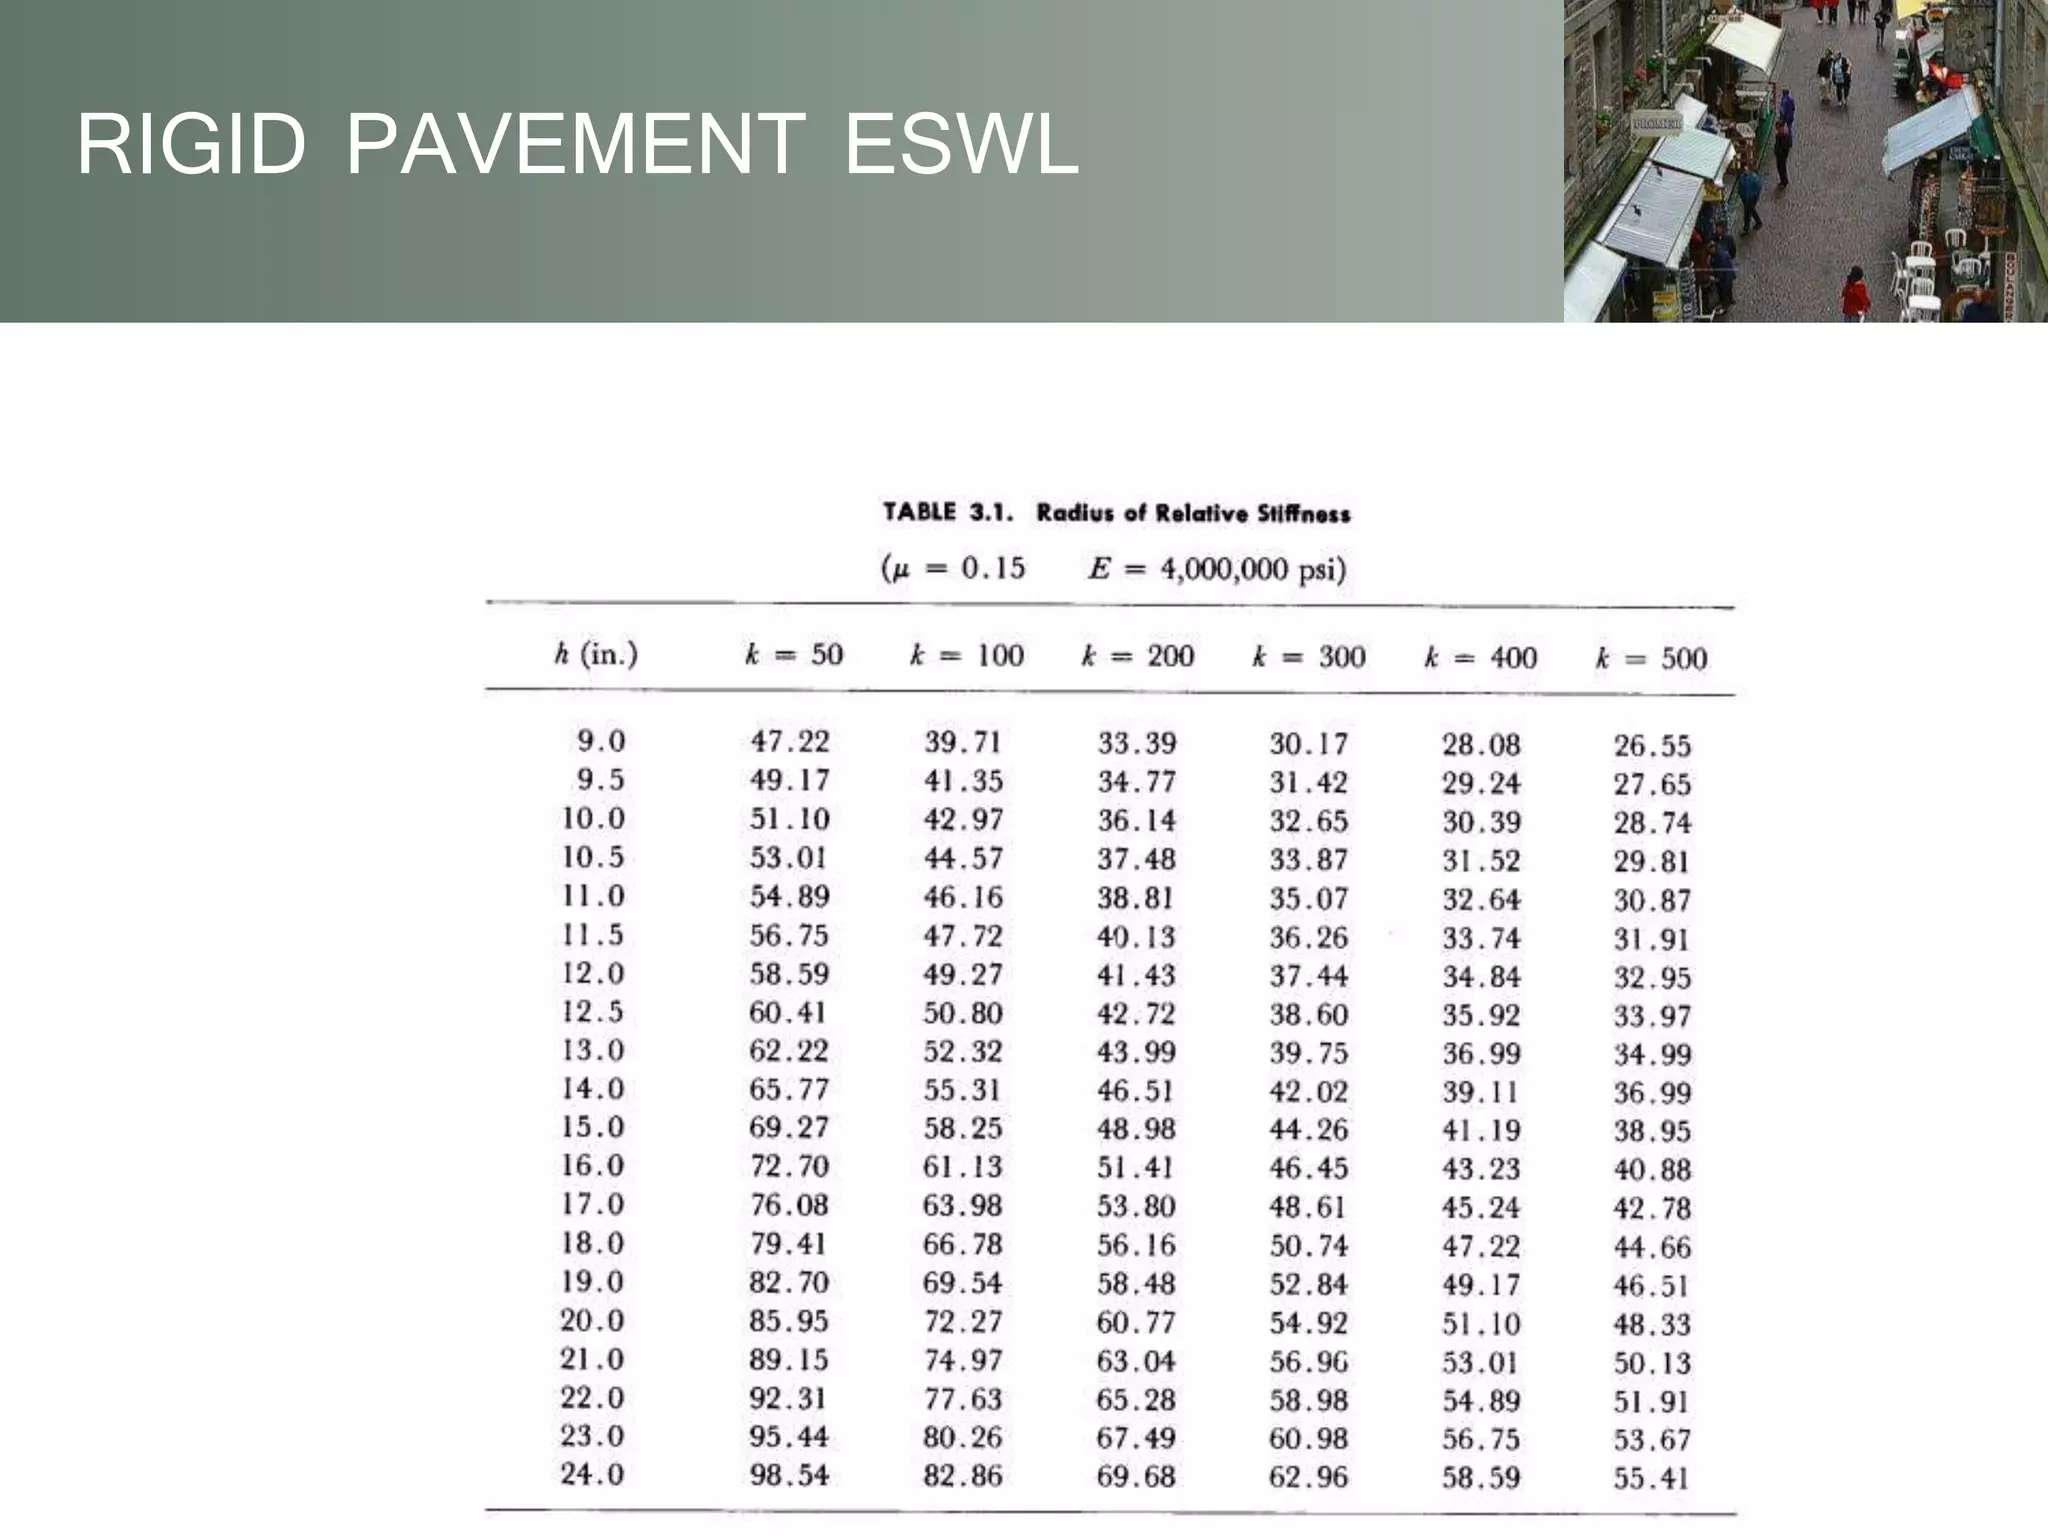 RIGID PAVEMENT ESWL
PROMER
TABLE 3.1. Radius of Relative Stiffness
(μ = 0.15 E = 4,000,000 psi)
h (in.) k = 50 k = 100 k = 200 k = 300 k = 400 k = 500
9.0 47.22 39.71 33.39 30.17 28.08 26.55
9.5 49.17 41.35 34.77 31.42 29.24 27.65
10.0 51.10 42.97 36.14 32.65 30.39 28.74
10.5 53.01 44.57 37.48 33.87 31.52 29.81
11.0 54.89 46.16 38.81 35.07 32.64 30.87
11.5 56.75 47.72 40.13 36.26 33.74 31.91
12.0 58.59 49.27 41.43 37.44 34.84 32.95
12.5 60.41 50.80 42.72 38.60 35.92 33.97
13.0 62.22 52.32 43.99 39.75 36.99 34.99
14.0 65.77 55.31 46.51 42.02 39.11 36.99
15.0 69.27 58.25 48.98 44.26 41.19 38.95
16.0 72.70 61.13 51.41 46.45 43.23 40.88
17.0 76.08 63.98 53.80 48.61 45.24 42.78
18.0 79.41 66.78 56.16 50.74 47.22 44.66
19.0 82.70 69.54 58.48 52.84 49.17 46.51
20.0 85.95 72.27 60.77 54.92 51.10 48.33
21.0 89.15 74.97 63.04 56.96 53.01 50.13
22.0 92.31 77.63 65.28 58.98 54.89 51.91
23.0 95.44 80.26 67.49 60.98 56.75 53.67
24.0 98.54 82.86 69.68 62.96 58.59 55.41